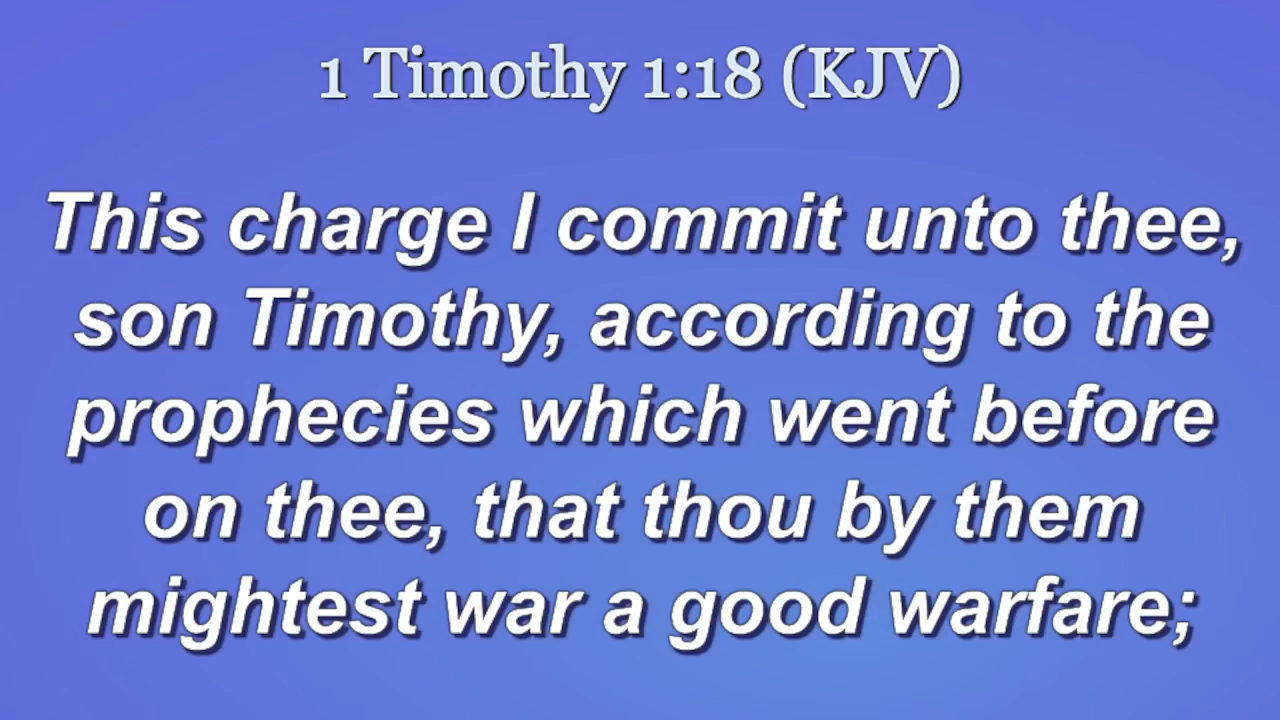 1 Timothy 1:18 (KJV)
This charge I commit unto thee,
son Timothy, according to the
prophecies which went before
on thee, that thou by them
mightest war a good warfare;